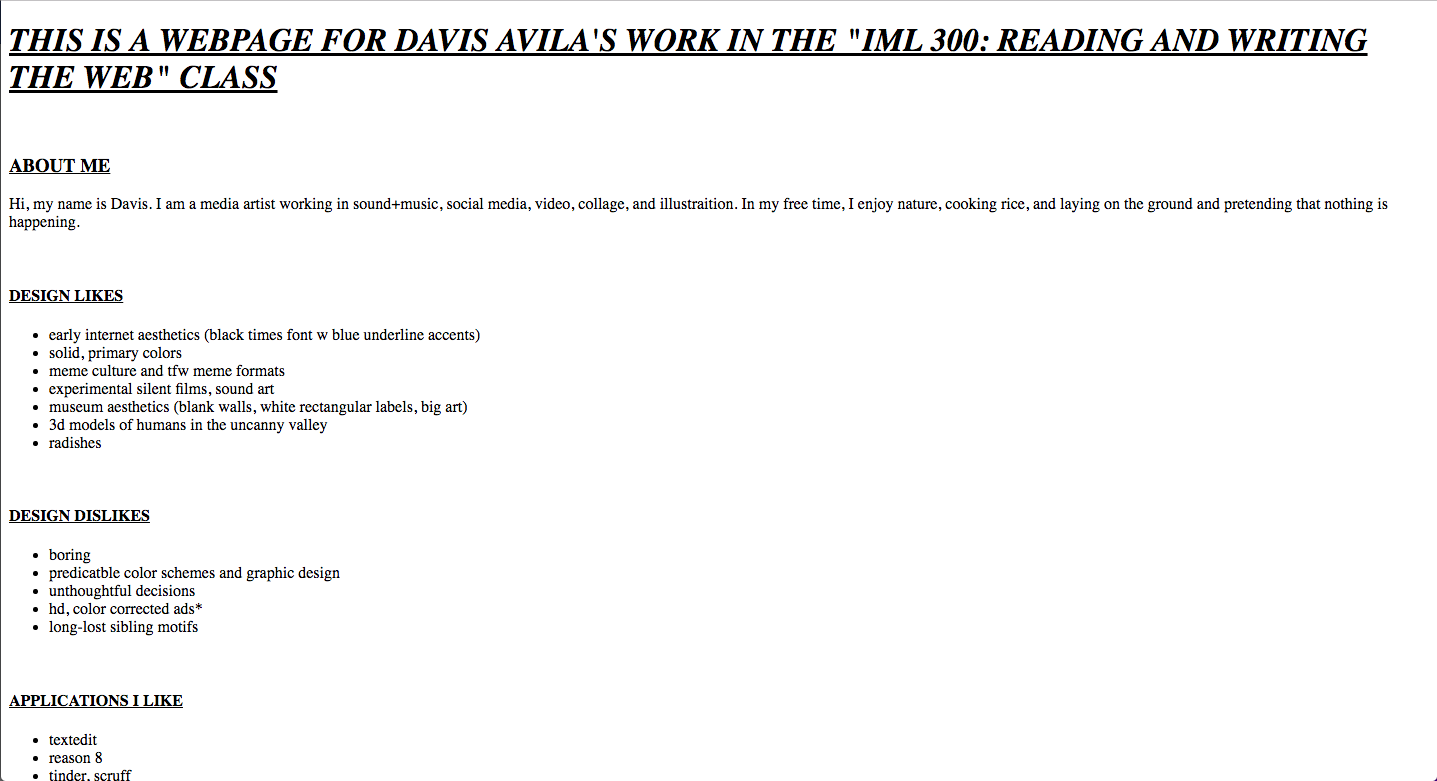 THIS IS A WEBPAGE FOR DAVIS AVILA'S WORK IN THE "IML 300: READING AND WRITING
THE WEB" CLASS
ABOUT ME
Hi, my name is Davis. I am a media artist working in sound+music, social media, video, collage, and illustraition. In my free time, I enjoy nature, cooking rice, and laying on the ground and pretending that nothing is
happening.
DESIGN LIKES
• early internet aesthetics (black times font w blue underline accents)
• solid, primary colors
• meme culture and tfw meme formats
• experimental silent films, sound art
• museum aesthetics (blank walls, white rectangular labels, big art)
• 3d models of humans in the uncanny valley
• radishes
DESIGN DISLIKES
• boring
• predicatble color schemes and graphic design
• unthoughtful decisions
• hd, color corrected ads*
• long-lost sibling motifs
APPLICATIONS I LIKE
• textedit
• reason 8
• tinder, scruff